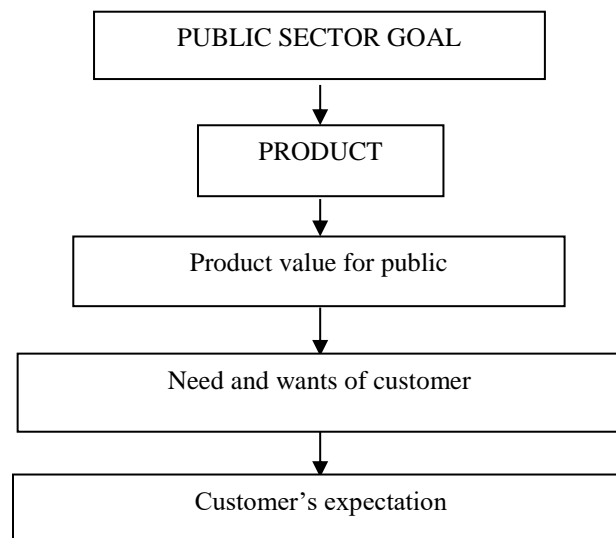 PUBLIC SECTOR GOAL
PRODUCT
Product value for public
Need and wants of customer
Customer’s expectation